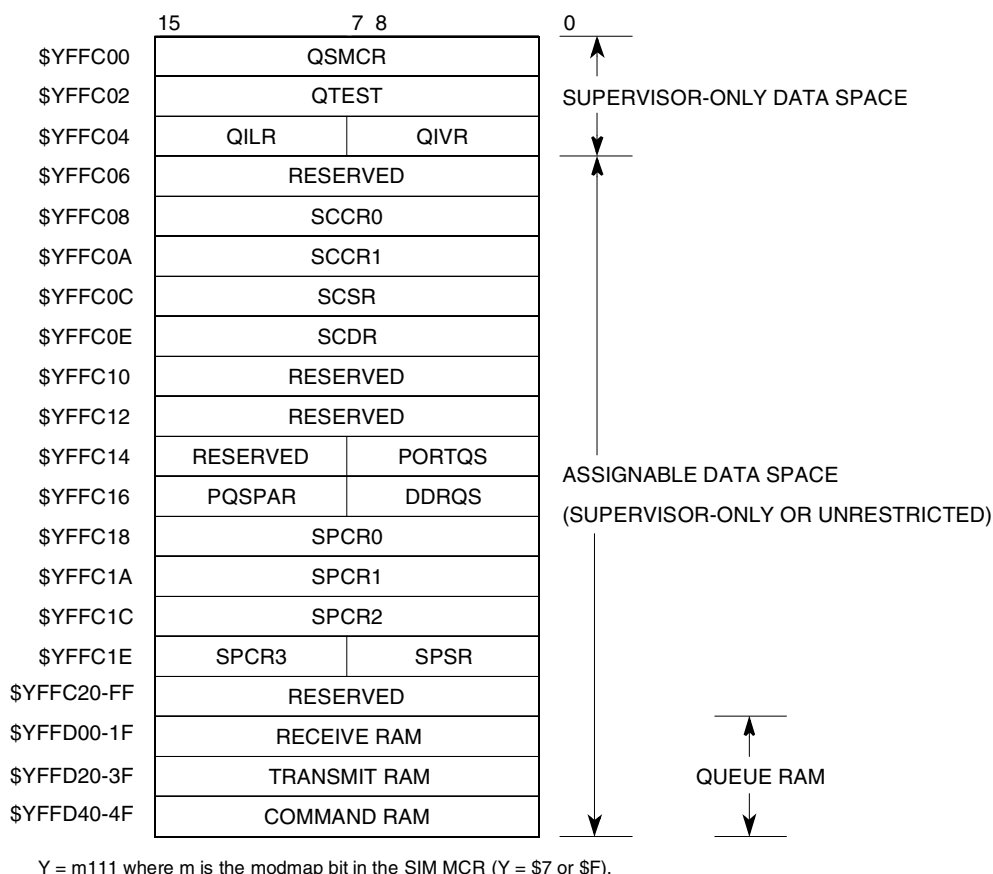 15 7 8 0
$YFFC00 QSMCR
$YFFC02 QTEST SUPERVISOR-ONLY DATA SPACE
$YFFC04 QILR QIVR
$YFFC06 RESERVED
$YFFC08 SCCR0
$YFFC0A SCCR1
$YFFC0C SCSR
$YFFC0E SCDR
$YFFC10 RESERVED
$YFFC12 RESERVED
$YFFC14 RESERVED PORTQS
ASSIGNABLE DATA SPACE
$YFFC16 PQSPAR DDRQS
(SUPERVISOR-ONLY OR UNRESTRICTED)
$YFFC18 SPCR0
$YFFC1A SPCR1
$YFFC1C SPCR2
$YFFC1E SPCR3 SPSR
$YFFC20-FF RESERVED
$YFFD00-1F RECEIVE RAM
$YFFD20-3F TRANSMIT RAM QUEUE RAM
$YFFD40-4F COMMAND RAM
Y = m111 where m is the modmap bit in the SIM MCR (Y = $7 or $F).